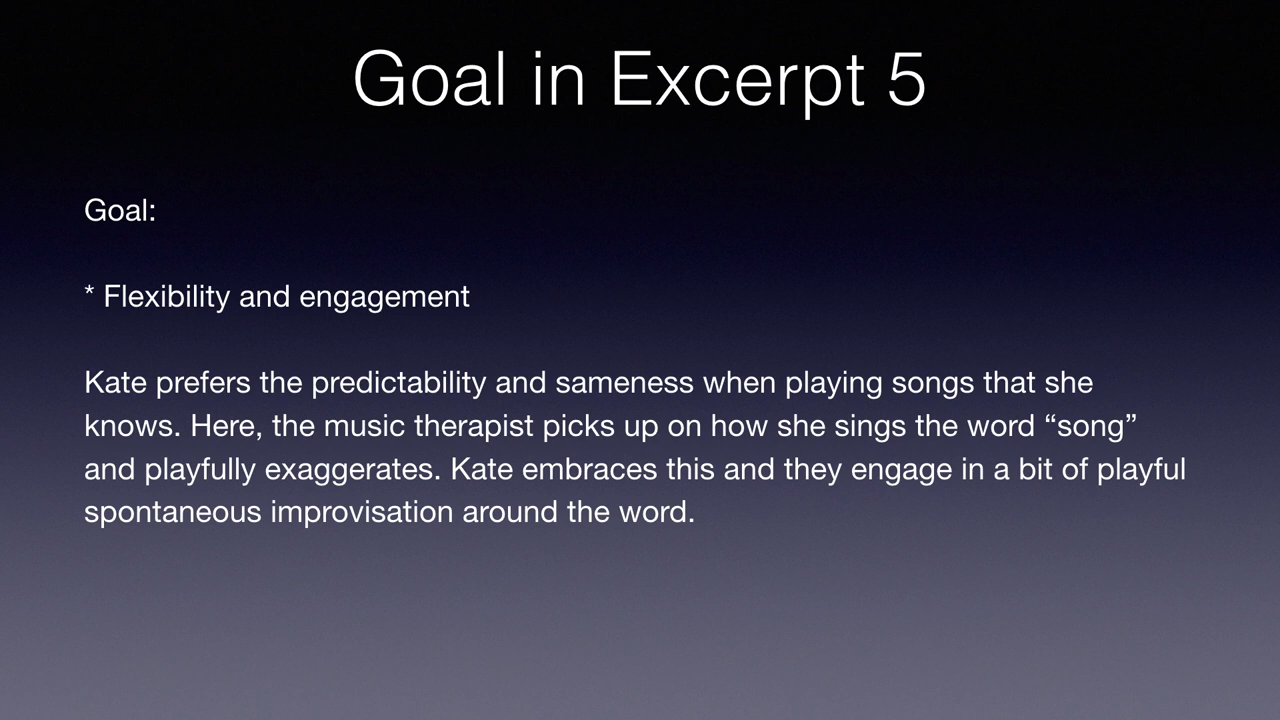 Goal in Excerpt 5
Goal:
* Flexibility and engagement
Kate prefers the predictability and sameness when playing songs that she
knows. Here, the music therapist picks up on how she sings the word “song”
and playfully exaggerates. Kate embraces this and they engage in a bit of playful
spontaneous improvisation around the word.